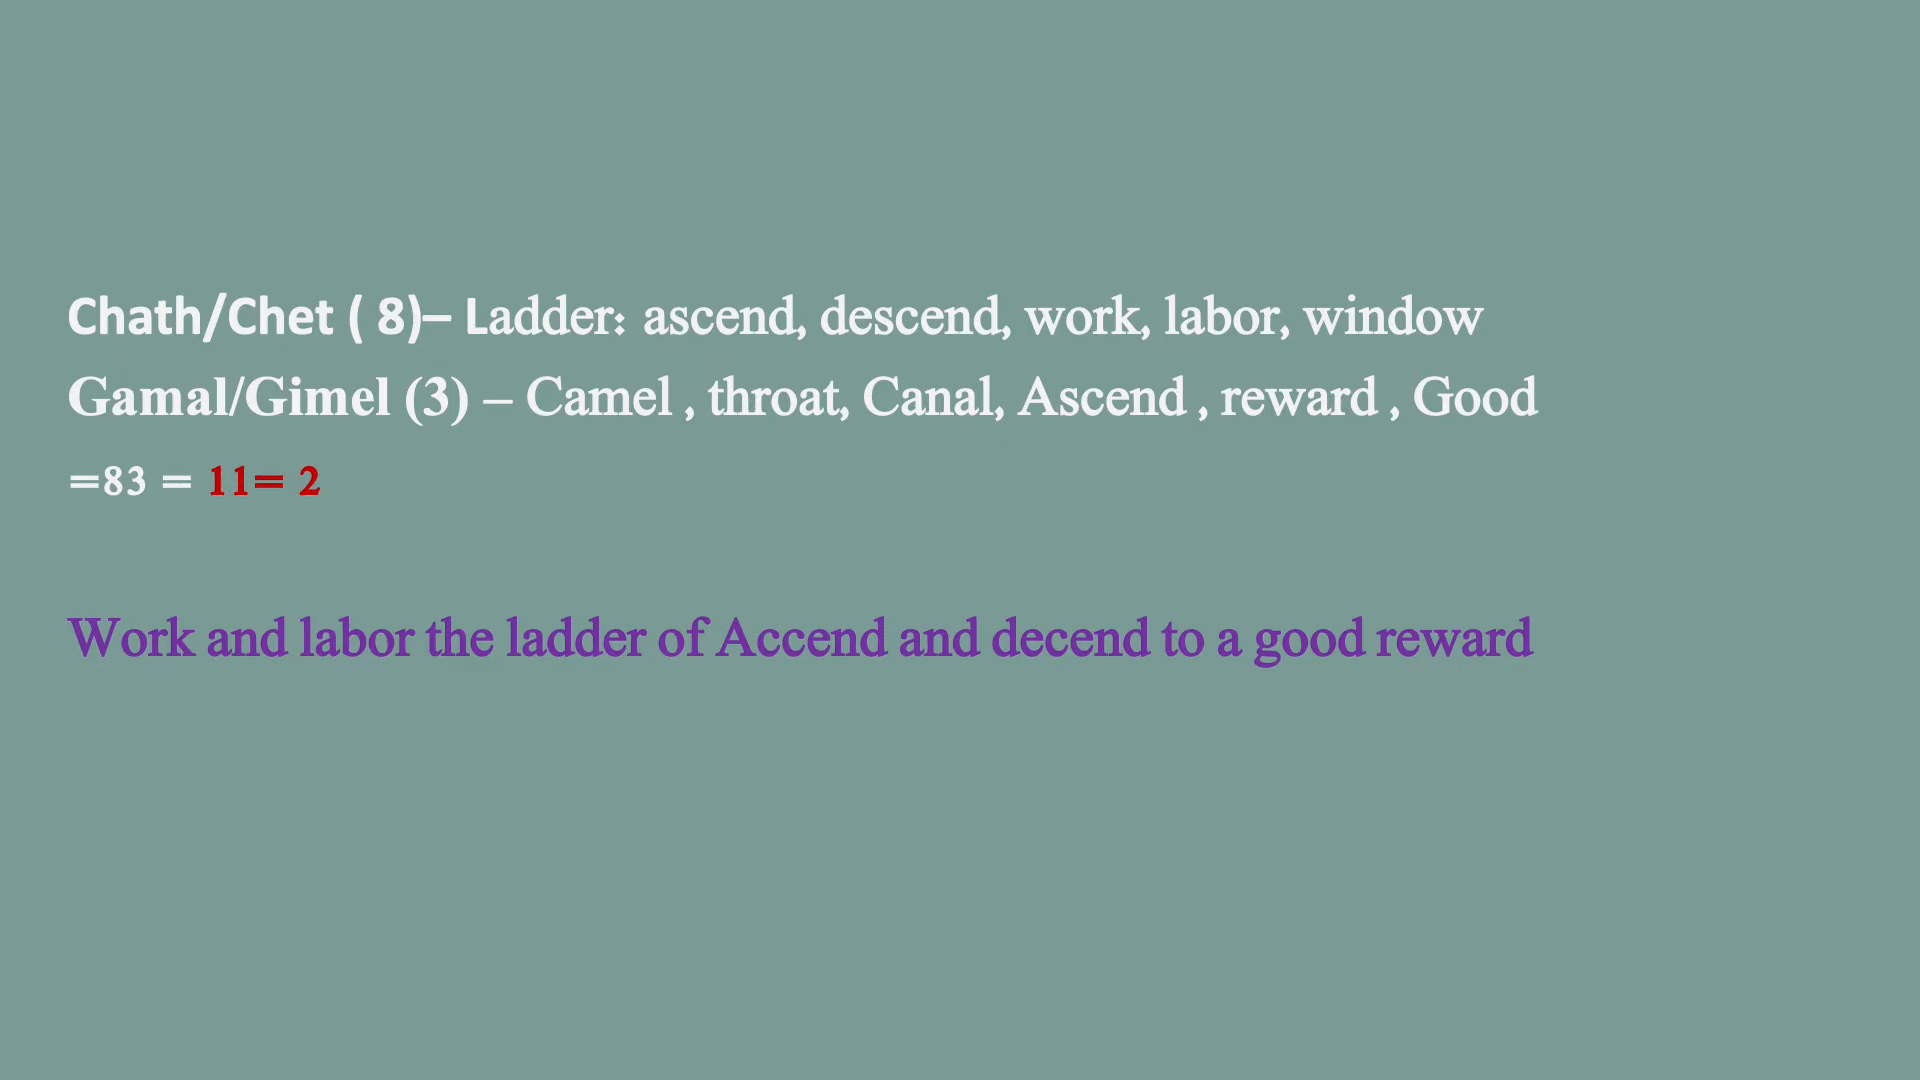 Chath/Chet ( 8)– Ladder: ascend, descend, work, labor, window
Gamal/Gimel (3) – Camel , throat, Canal, Ascend , reward , Good
=83 = 11= 2
Work and labor the ladder of Accend and decend to a good reward